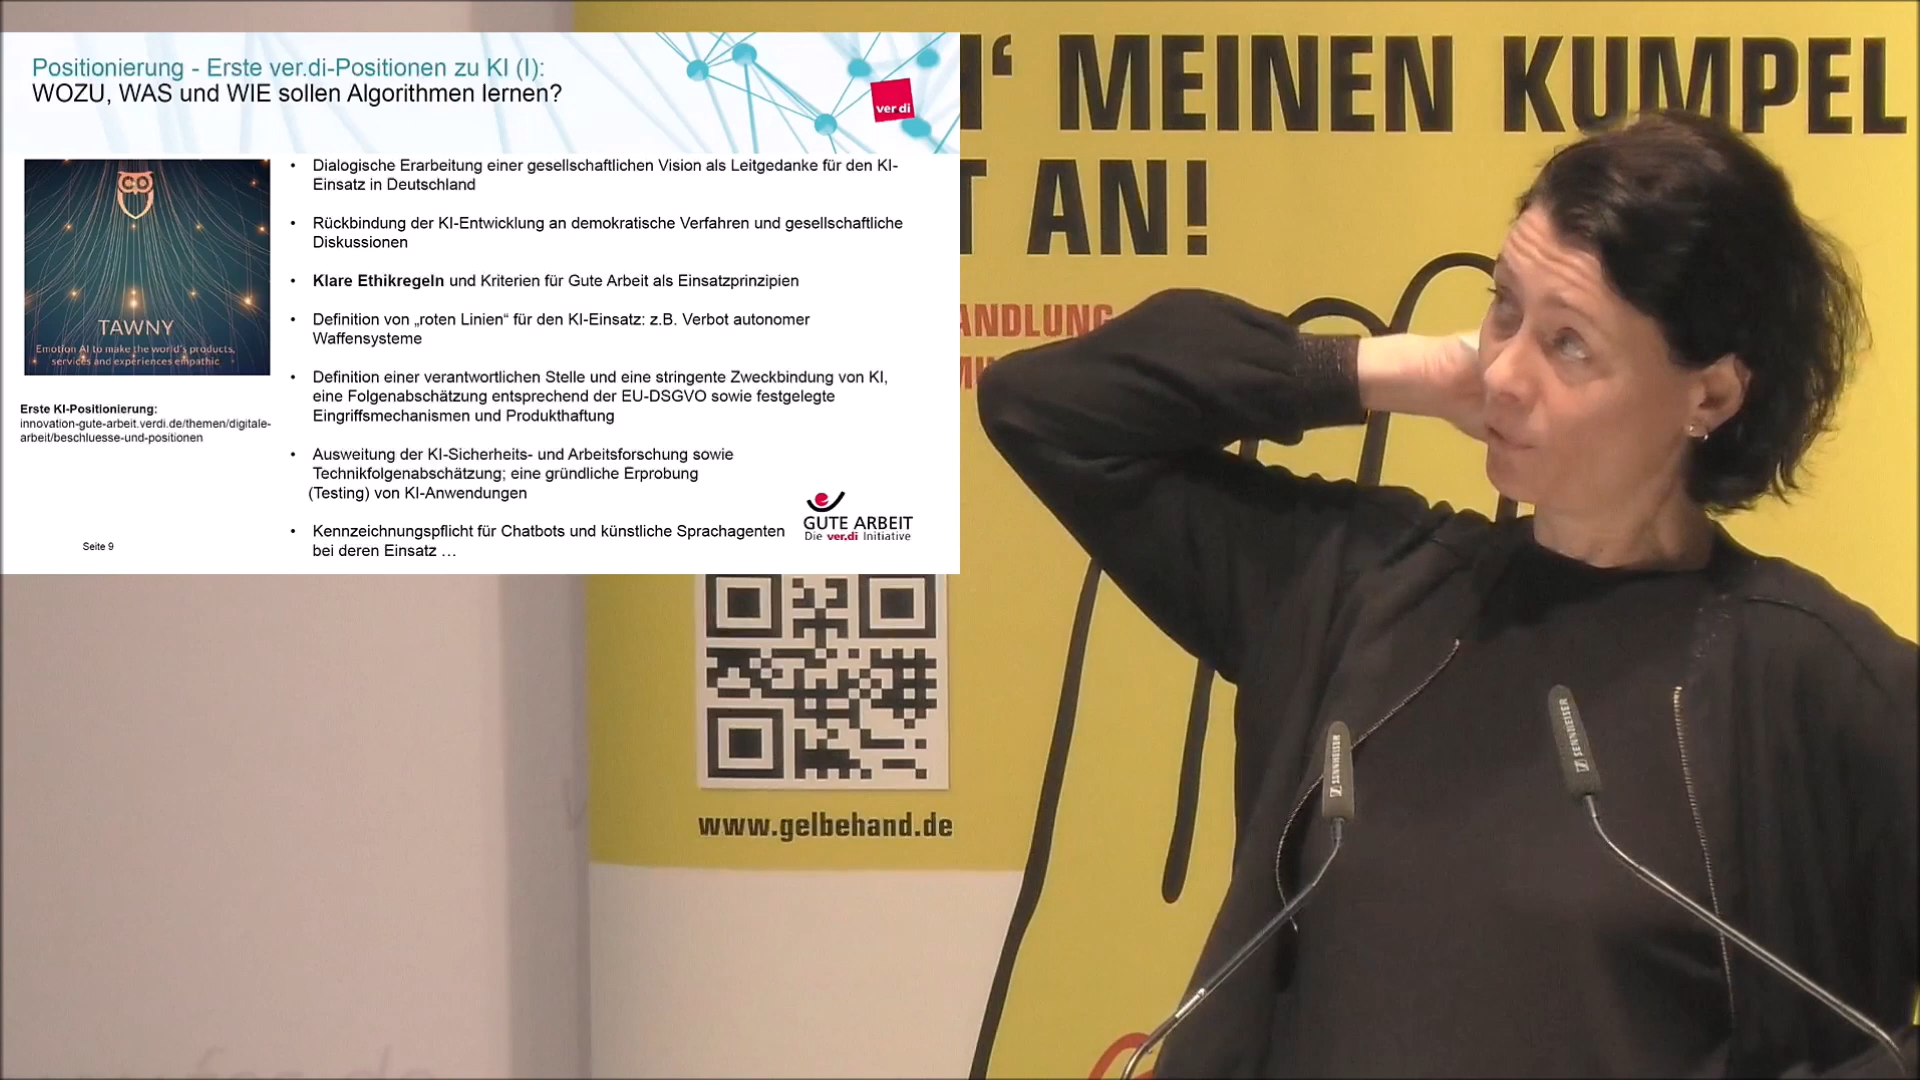 Positionierung - Erste ver.di-Positionen zu KI (I):
WOZU, WAS und WIE sollen Algorithmen lernen?
ver di
TAWNY
Emotion AI to make the world's products,
services and experiences empathic
Erste KI-Positionierung:
innovation-gute-arbeit.verdi.de/themen/digitale-
arbeit/beschluesse-und-positionen
Seite 9
• Dialogische Erarbeitung einer gesellschaftlichen Vision als Leitgedanke für den KI-
Einsatz in Deutschland
• Rückbindung der KI-Entwicklung an demokratische Verfahren und gesellschaftliche
Diskussionen
• Klare Ethikregeln und Kriterien für Gute Arbeit als Einsatzprinzipien
• Definition von „roten Linien“ für den KI-Einsatz: z.B. Verbot autonomer
Waffensysteme
• Definition einer verantwortlichen Stelle und eine stringente Zweckbindung von KI,
eine Folgenabschätzung entsprechend der EU-DSGVO sowie festgelegte
Eingriffsmechanismen und Produkthaftung
• Ausweitung der KI-Sicherheits- und Arbeitsforschung sowie
Technikfolgenabschätzung; eine gründliche Erprobung
(Testing) von KI-Anwendungen
• Kennzeichnungspflicht für Chatbots und künstliche Sprachagenten
bei deren Einsatz …
GUTE ARBEIT
Die ver.di Initiative
MEINEN KUMPEL
AN!
ANDLUNG
www.gelbehand.de
SENNHEISER
SENNHEISER